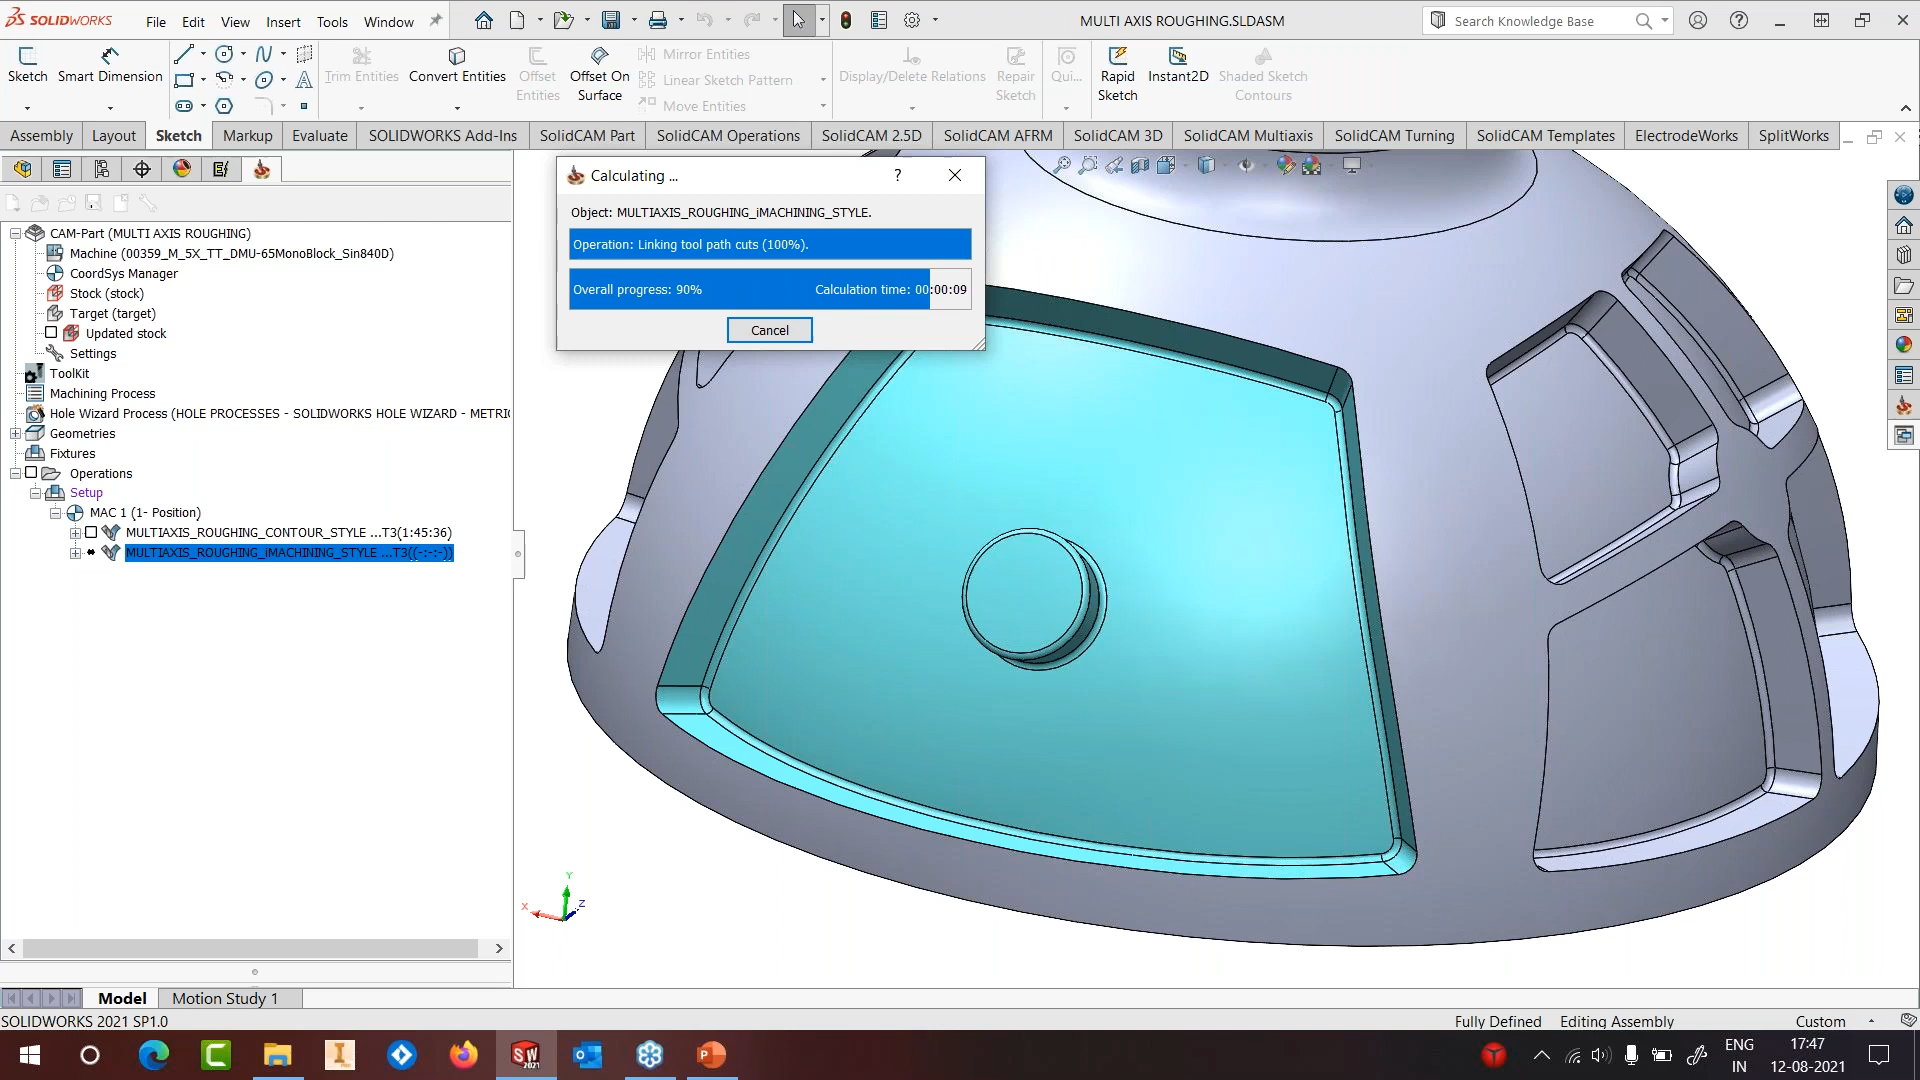 SOLIDWORKS
File
Edit
View
Insert
Tools
Window
MULTI AXIS ROUGHING.SLDASM
Search Knowledge Base
Sketch
Smart Dimension
Trim Entities
Convert Entities
Offset
Entities
Offset On
Surface
Mirror Entities
Linear Sketch Pattern
Move Entities
Display/Delete Relations
Repair
Sketch
Qui...
Rapid
Sketch
Instant2D
Shaded Sketch
Contours
Assembly
Layout
Sketch
Markup
Evaluate
SOLIDWORKS Add-Ins
SolidCAM Part
SolidCAM Operations
SolidCAM 2.5D
SolidCAM AFRM
SolidCAM 3D
SolidCAM Multiaxis
SolidCAM Turning
SolidCAM Templates
ElectrodeWorks
SplitWorks
CAM-Part (MULTI AXIS ROUGHING)
Machine (00359_M_5X_TT_DMU-65MonoBlock_Sin840D)
CoordSys Manager
Stock (stock)
Target (target)
Updated stock
Settings
ToolKit
Machining Process
Hole Wizard Process (HOLE PROCESSES - SOLIDWORKS HOLE WIZARD - METRIC
Geometries
Fixtures
Operations
Setup
MAC 1 (1- Position)
MULTIAXIS_ROUGHING_CONTOUR_STYLE ...T3(1:45:36)
MULTIAXIS_ROUGHING_iMACHINING_STYLE ...T3((-:-:-))
Calculating ...
?
Object: MULTIAXIS_ROUGHING_iMACHINING_STYLE.
Operation: Linking tool path cuts (100%).
Overall progress: 90%
Calculation time: 00:00:09
Cancel
Y
X
Z
Model
Motion Study 1
SOLIDWORKS 2021 SP1.0
Fully Defined
Editing Assembly
Custom
SW
2021
ENG
IN
17:47
12-08-2021